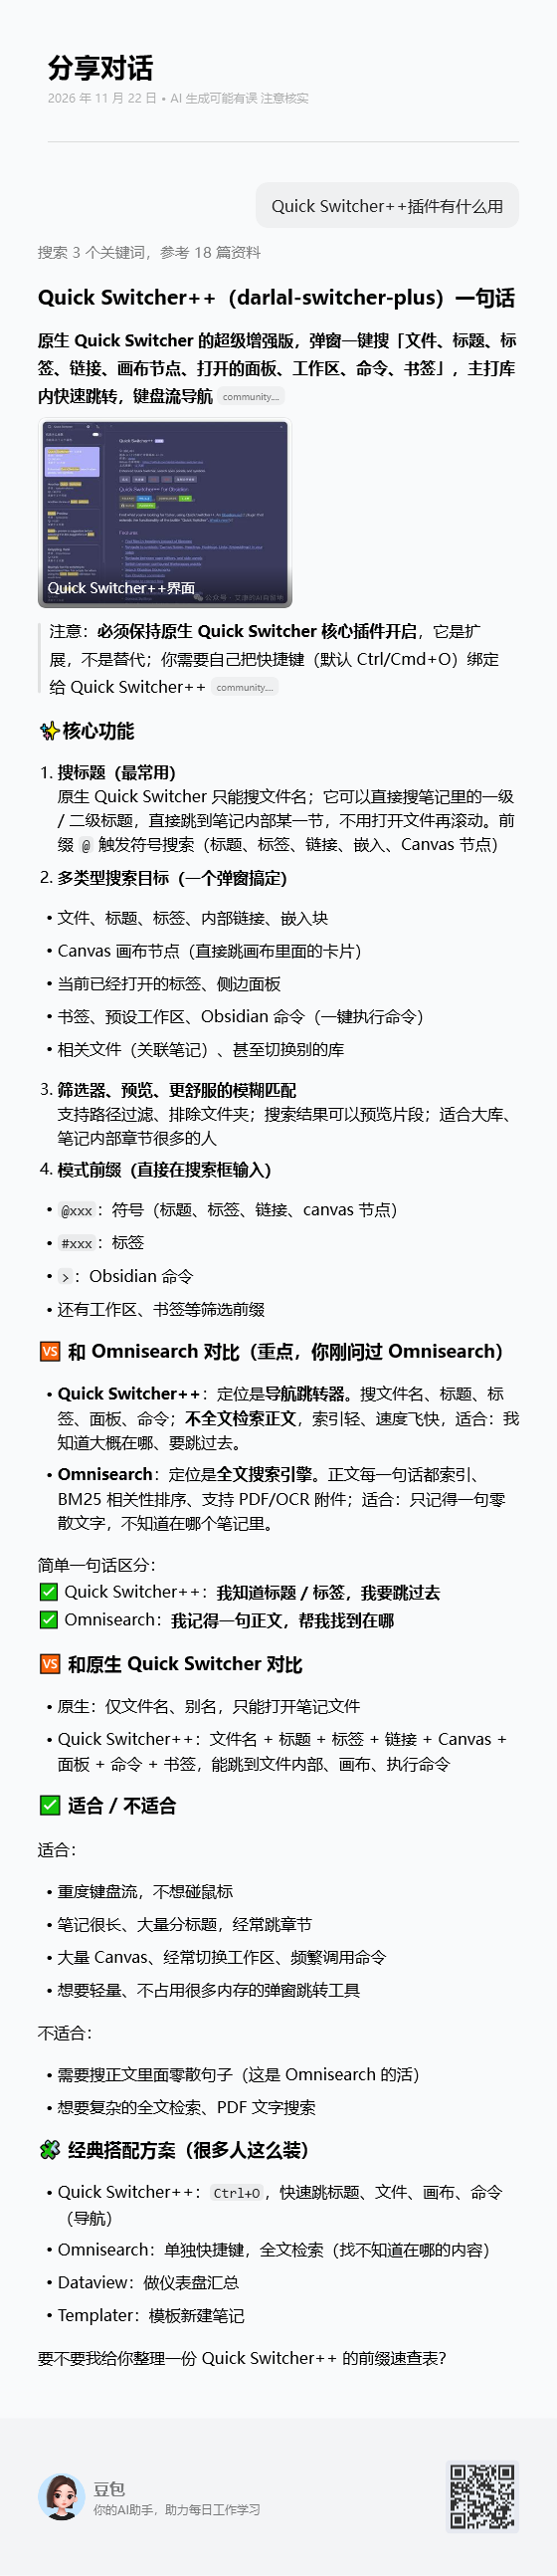 分享对话
2026 年 11 月 22 日 • AI 生成可能有误 注意核实
Quick Switcher++插件有什么用
搜索 3 个关键词，参考 18 篇资料
Quick Switcher++（darlal-switcher-plus）一句话
原生 Quick Switcher 的超级增强版，弹窗一键搜「文件、标题、标
签、链接、画布节点、打开的面板、工作区、命令、书签」，主打库
内快速跳转，键盘流导航 community....
Quick Switcher++界面
注意：必须保持原生 Quick Switcher 核心插件开启，它是扩
展，不是替代；你需要自己把快捷键（默认 Ctrl/Cmd+O）绑定
给 Quick Switcher++ community....
✨核心功能
1. 搜标题（最常用）
原生 Quick Switcher 只能搜文件名；它可以直接搜笔记里的一级
/ 二级标题，直接跳到笔记内部某一节，不用打开文件再滚动。前
缀 @ 触发符号搜索（标题、标签、链接、嵌入、Canvas 节点）
2. 多类型搜索目标（一个弹窗搞定）
• 文件、标题、标签、内部链接、嵌入块
• Canvas 画布节点（直接跳画布里面的卡片）
• 当前已经打开的标签、侧边面板
• 书签、预设工作区、Obsidian 命令（一键执行命令）
• 相关文件（关联笔记）、甚至切换别的库
3. 筛选器、预览、更舒服的模糊匹配
支持路径过滤、排除文件夹；搜索结果可以预览片段；适合大库、
笔记内部章节很多的人
4. 模式前缀（直接在搜索框输入）
• @xxx：符号（标题、标签、链接、canvas 节点）
• #xxx：标签
• >：Obsidian 命令
• 还有工作区、书签等筛选前缀
🆚 和 Omnisearch 对比（重点，你刚问过 Omnisearch）
• Quick Switcher++：定位是导航跳转器。搜文件名、标题、标
签、面板、命令；不全文检索正文，索引轻、速度飞快，适合：我
知道大概在哪、要跳过去。
• Omnisearch：定位是全文搜索引擎。正文每一句话都索引、
BM25 相关性排序、支持 PDF/OCR 附件；适合：只记得一句零
散文字，不知道在哪个笔记里。
简单一句话区分：
✅ Quick Switcher++：我知道标题 / 标签，我要跳过去
✅ Omnisearch：我记得一句正文，帮我找到在哪
🆚 和原生 Quick Switcher 对比
• 原生：仅文件名、别名，只能打开笔记文件
• Quick Switcher++：文件名 + 标题 + 标签 + 链接 + Canvas +
面板 + 命令 + 书签，能跳到文件内部、画布、执行命令
✅ 适合 / 不适合
适合：
• 重度键盘流，不想碰鼠标
• 笔记很长、大量分标题，经常跳章节
• 大量 Canvas、经常切换工作区、频繁调用命令
• 想要轻量、不占用很多内存的弹窗跳转工具
不适合：
• 需要搜正文里面零散句子（这是 Omnisearch 的活）
• 想要复杂的全文检索、PDF 文字搜索
🧩 经典搭配方案（很多人这么装）
• Quick Switcher++：Ctrl+O，快速跳标题、文件、画布、命令
（导航）
• Omnisearch：单独快捷键，全文检索（找不知道在哪的内容）
• Dataview：做仪表盘汇总
• Templater：模板新建笔记
要不要我给你整理一份 Quick Switcher++ 的前缀速查表？
豆包
你的AI助手，助力每日工作学习